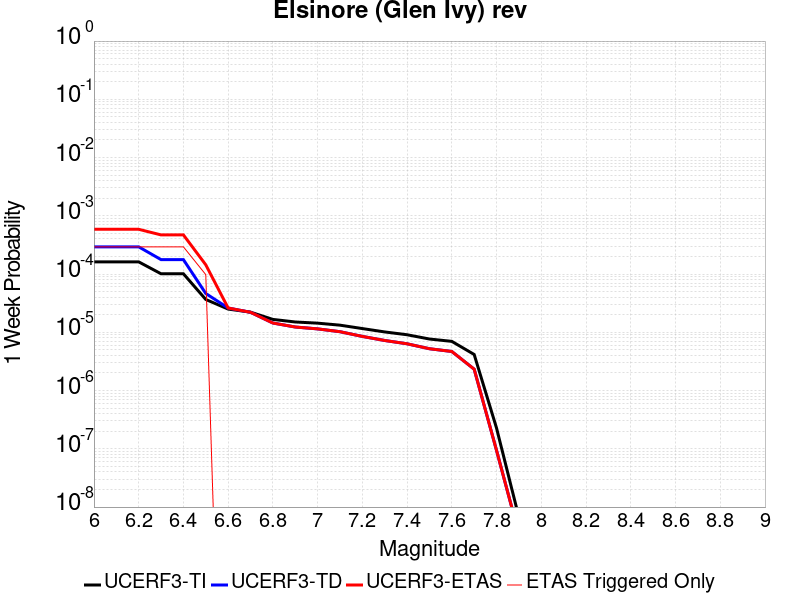 Elsinore (Glen Ivy) rev
10^0
10^-1
10^-2
10^-3
10^-4
10^-5
10^-6
10^-7
10^-8
1 Week Probability
6 6.2 6.4 6.6 6.8 7 7.2 7.4 7.6 7.8 8 8.2 8.4 8.6 8.8 9
Magnitude
UCERF3-TI UCERF3-TD UCERF3-ETAS ETAS Triggered Only